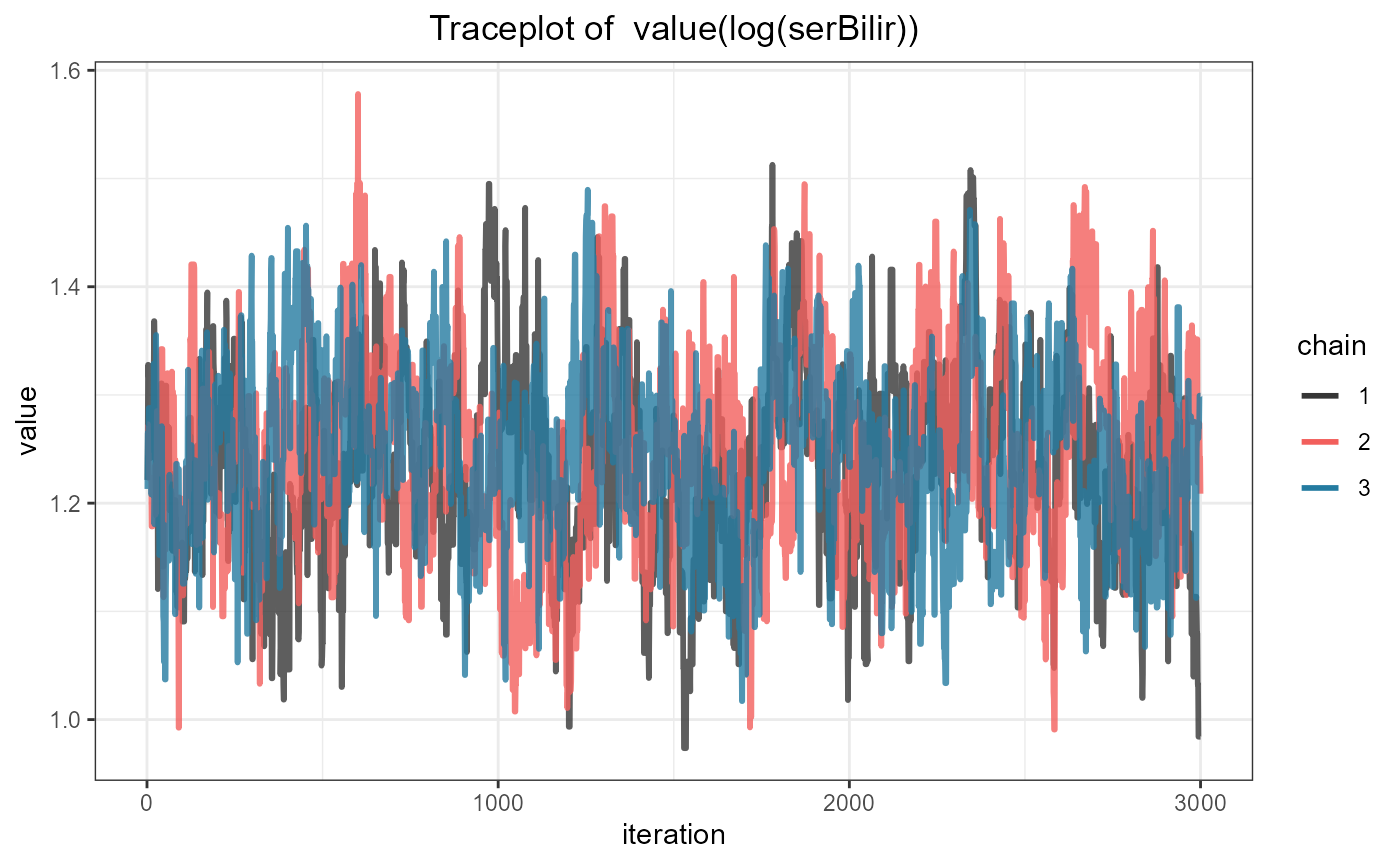 Traceplot of  value(log(serBilir))
1.6
1.4
1.2
1.0
value
0
1000
2000
3000
iteration
chain
1
2
3